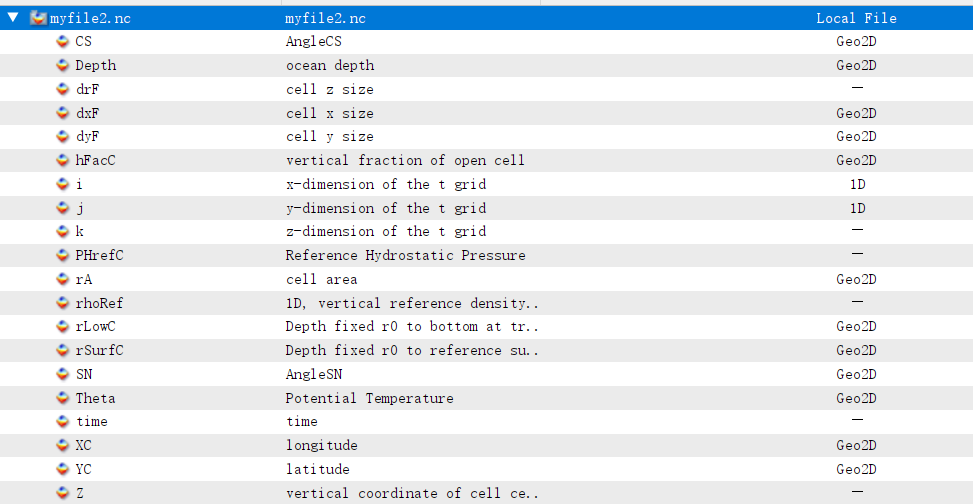 myfile2.nc myfile2.nc Local File
CS AngleCS Geo2D
Depth ocean depth Geo2D
drF cell z size —
dxF cell x size Geo2D
dyF cell y size Geo2D
hFacC vertical fraction of open cell Geo2D
i x-dimension of the t grid 1D
j y-dimension of the t grid 1D
k z-dimension of the t grid —
PHrefC Reference Hydrostatic Pressure —
rA cell area Geo2D
rhoRef 1D, vertical reference density.. —
rLowC Depth fixed r0 to bottom at tr.. Geo2D
rSurfC Depth fixed r0 to reference su.. Geo2D
SN AngleSN Geo2D
Theta Potential Temperature Geo2D
time time —
XC longitude Geo2D
YC latitude Geo2D
Z vertical coordinate of cell ce.. —